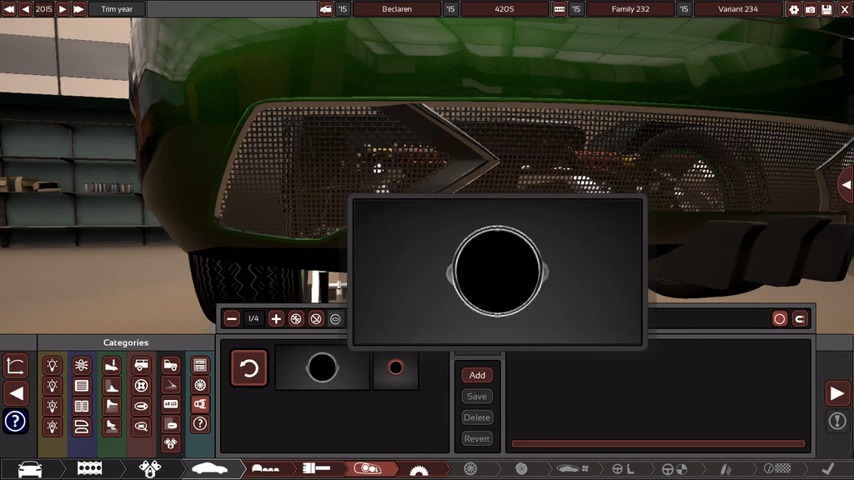 2015 Trim year '15 Beclaren '15 4205 '15 Family 232 '15 Variant 234
1/4
Categories
Add
Save
Delete
Revert